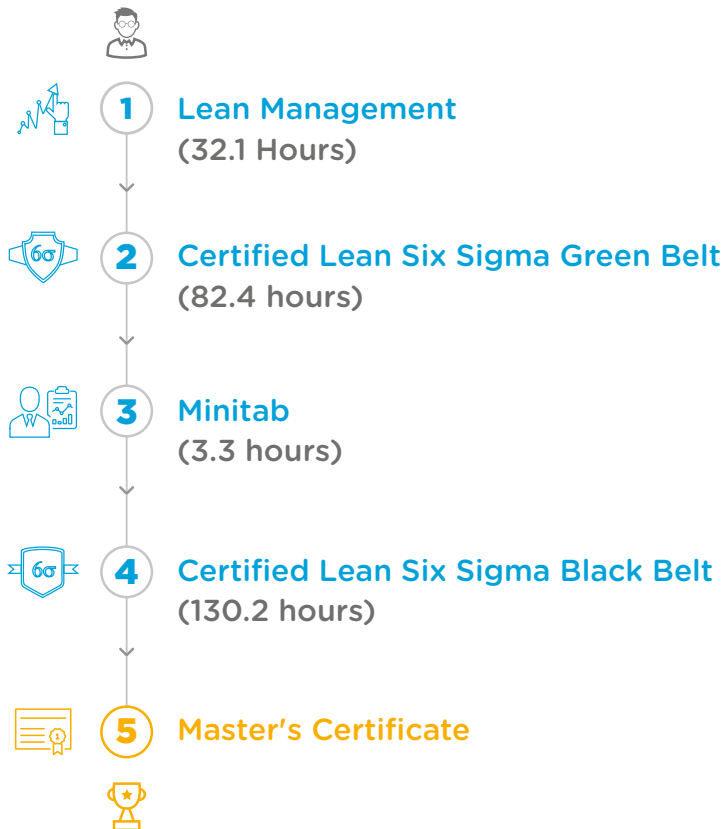 1 Lean Management
(32.1 Hours)
6σ
2 Certified Lean Six Sigma Green Belt
(82.4 hours)
3 Minitab
(3.3 hours)
6σ
4 Certified Lean Six Sigma Black Belt
(130.2 hours)
1
5 Master's Certificate